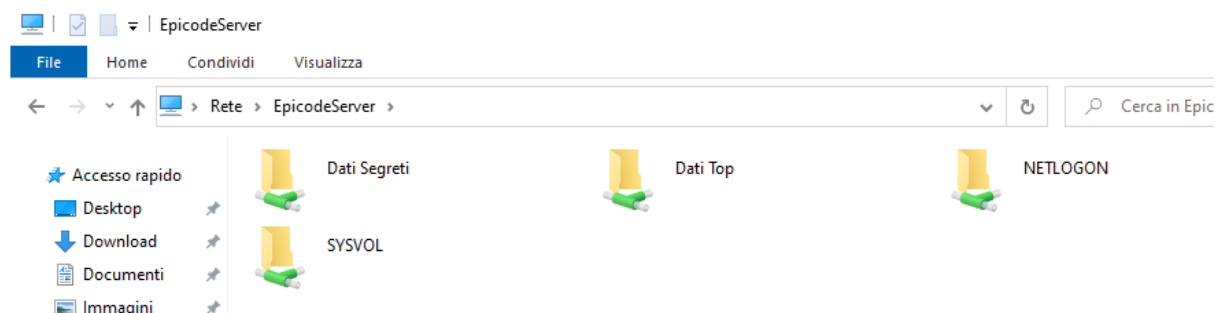 EpicodeServer
File Home Condividi Visualizza
Rete > EpicodeServer > Cerca in Epic
Accesso rapido
Desktop
Download
Documenti
Immagini
Dati Segreti Dati Top NETLOGON
SYSVOL